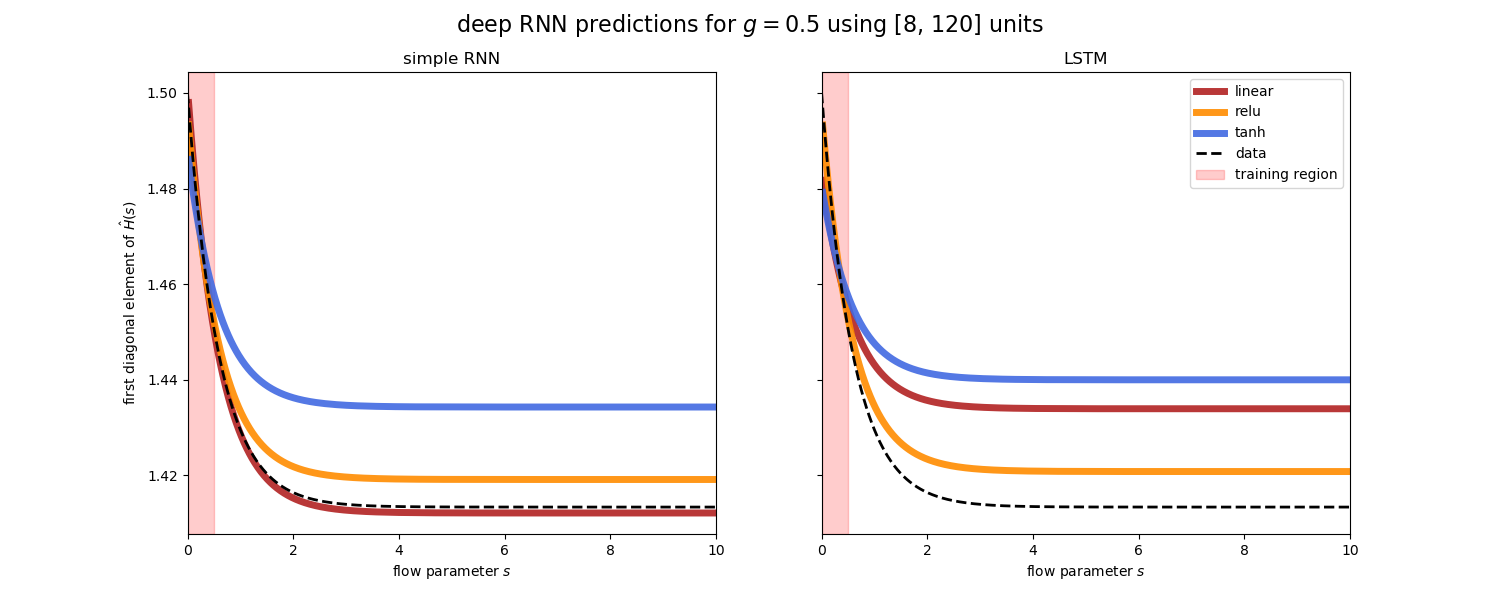 deep RNN predictions for g = 0.5 using [8, 120] units
simple RNN
LSTM
1.50
1.48
1.46
1.44
1.42
first diagonal element of Ĥ(s)
0
2
4
6
8
10
flow parameter s
0
2
4
6
8
10
flow parameter s
linear
relu
tanh
data
training region